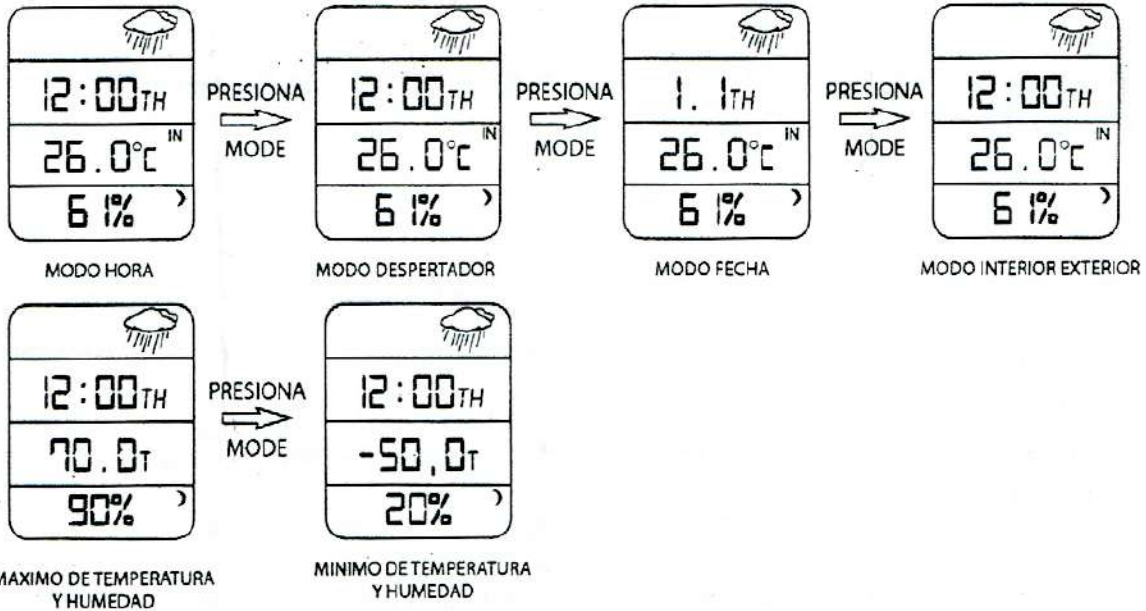 12:00TH
26.0°C IN
61%
MODO HORA
PRESIONA
MODE
12:00TH
26.0°C IN
61%
MODO DESPERTADOR
PRESIONA
MODE
1. 1TH
26.0°C IN
61%
MODO FECHA
PRESIONA
MODE
12:00TH
26.0°C IN
61%
MODO INTERIOR EXTERIOR
12:00TH
70.0T
90%
MAXIMO DE TEMPERATURA
Y HUMEDAD
PRESIONA
MODE
12:00TH
-50,0T
20%
MINIMO DE TEMPERATURA
Y HUMEDAD